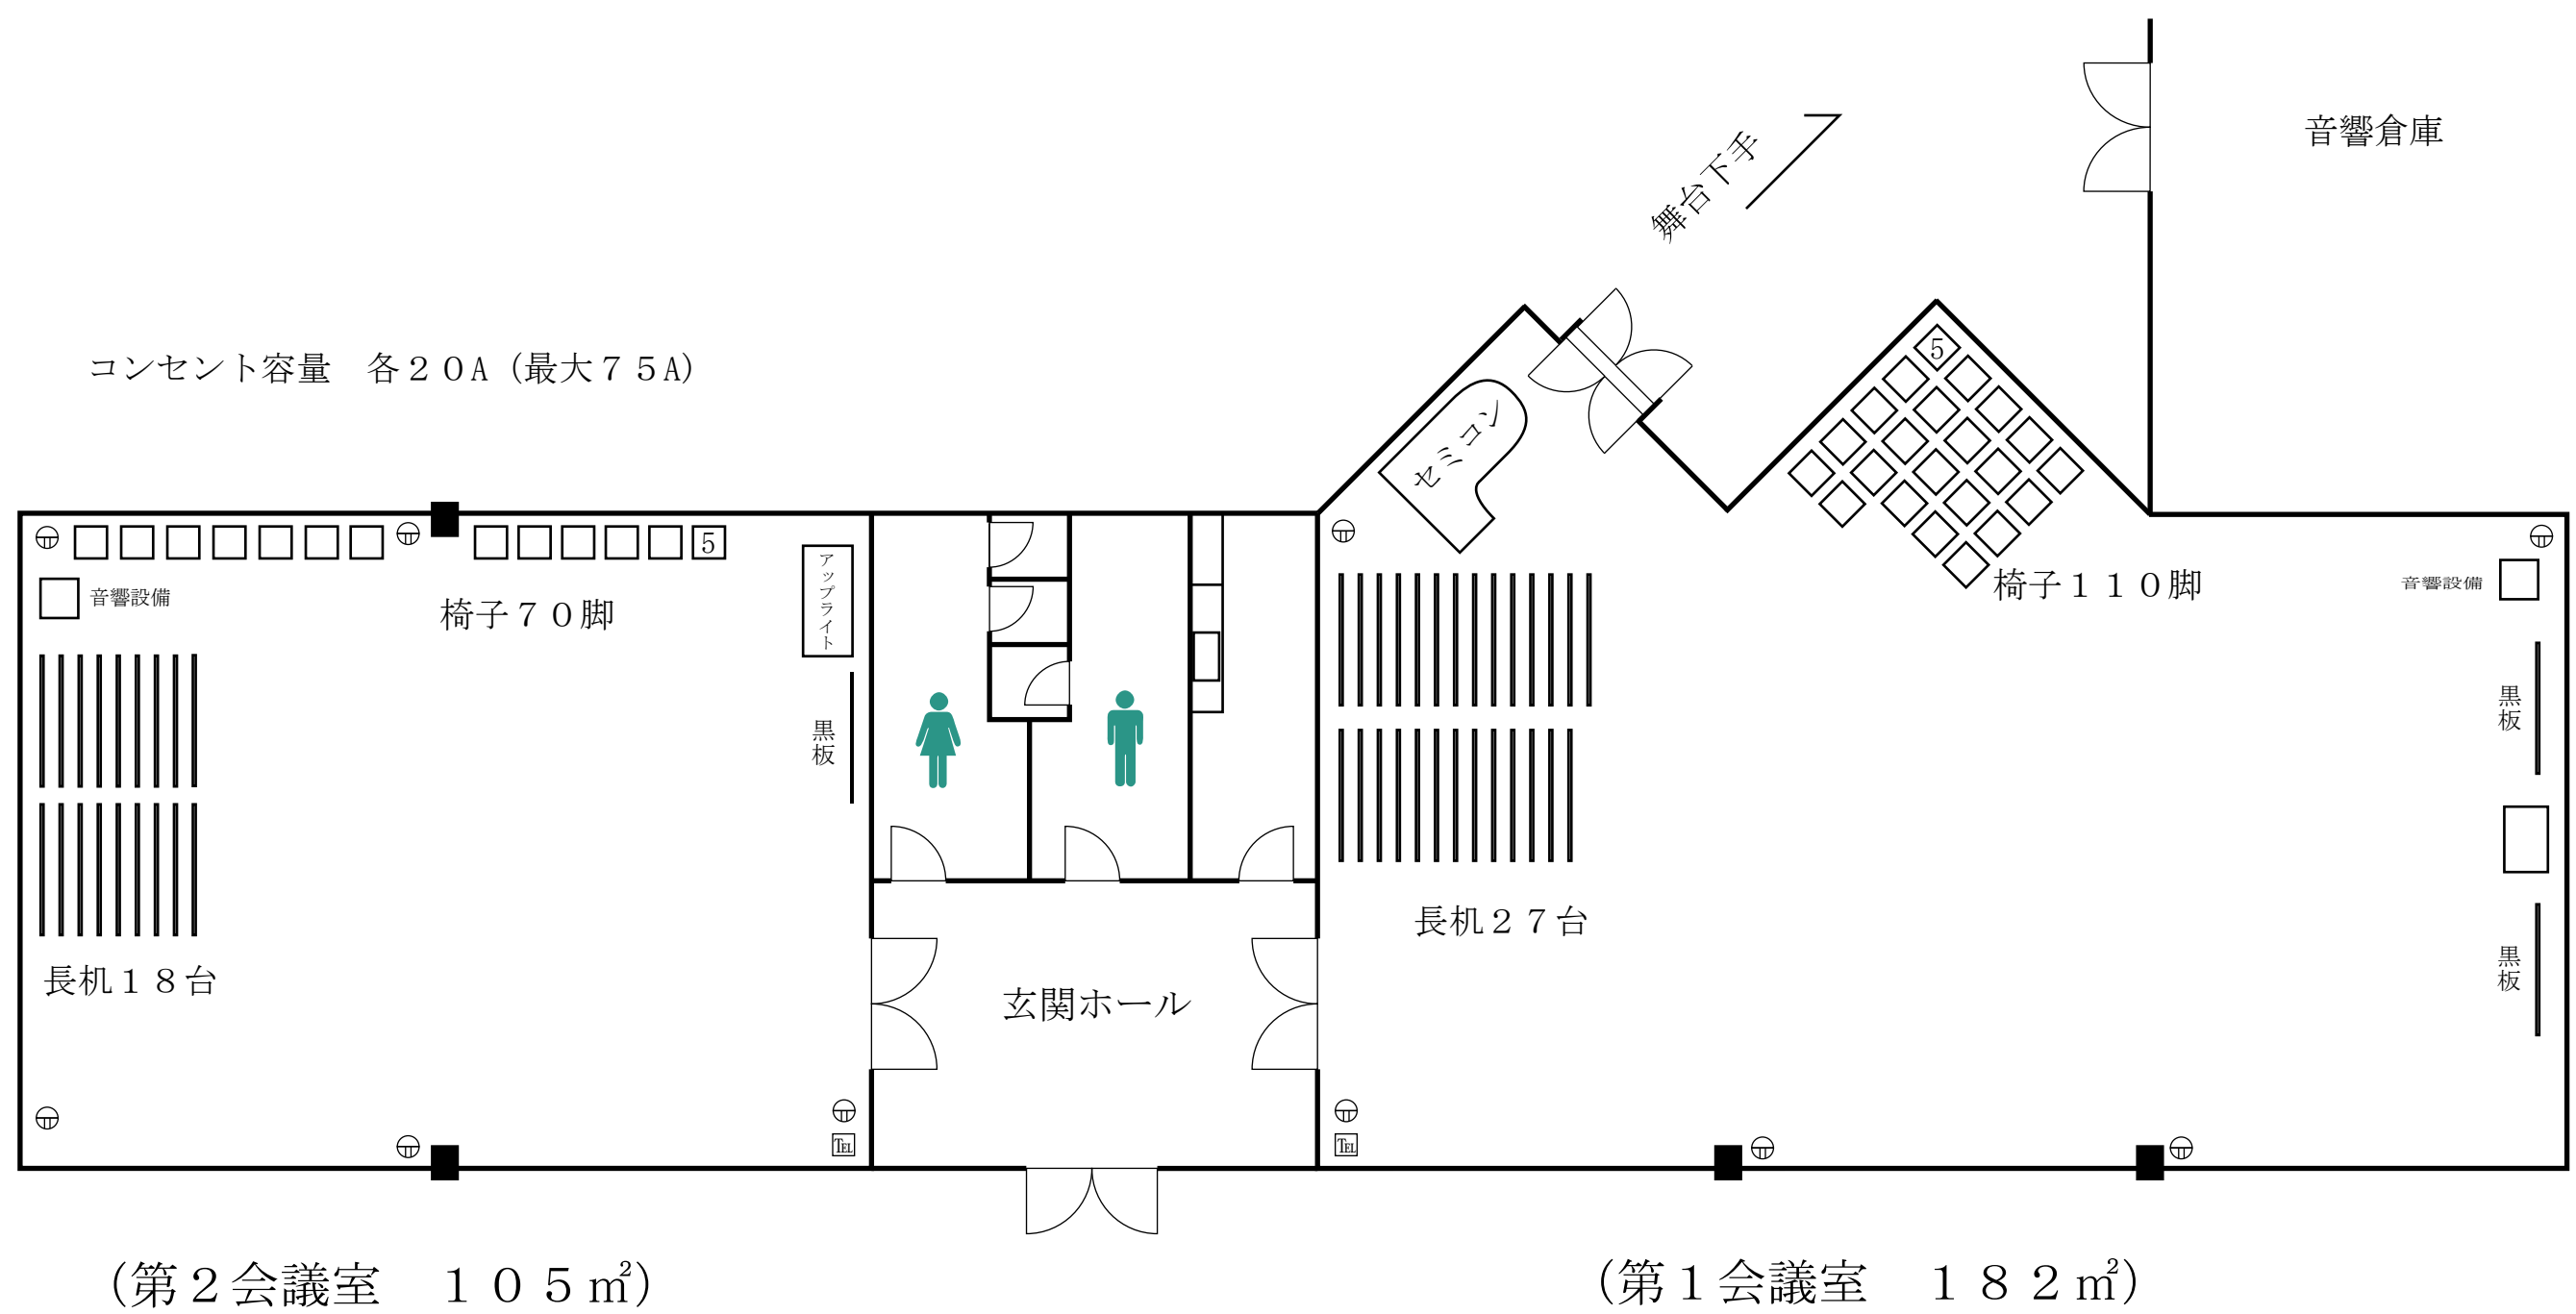 音響倉庫
舞台下手
コンセント容量　各２０A（最大７５A）
セミコン
5
5
アップライト
音響設備
椅子７０脚
椅子１１０脚
音響設備
黒板
黒板
長机２７台
長机１８台
玄関ホール
黒板
TEL
TEL
（第２会議室　１０５㎡）
（第１会議室　１８２㎡）